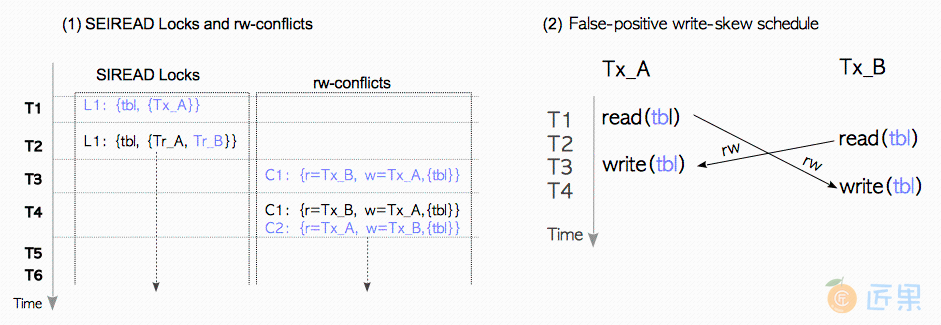 (1) SEIREAD Locks and rw-conflicts
SIREAD Locks
rw-conflicts
T1
L1: {tbl, {Tx_A}}
T2
L1: {tbl, {Tr_A, Tr_B}}
T3
C1: {r=Tx_B, w=Tx_A,{tbl}}
T4
C1: {r=Tx_B, w=Tx_A,{tbl}}
C2: {r=Tx_A, w=Tx_B,{tbl}}
T5
T6
Time
(2) False-positive write-skew schedule
Tx_A
Tx_B
T1
read(tbl)
T2
read(tbl)
T3
write(tbl)
T4
write(tbl)
rw
rw
Time
匠果